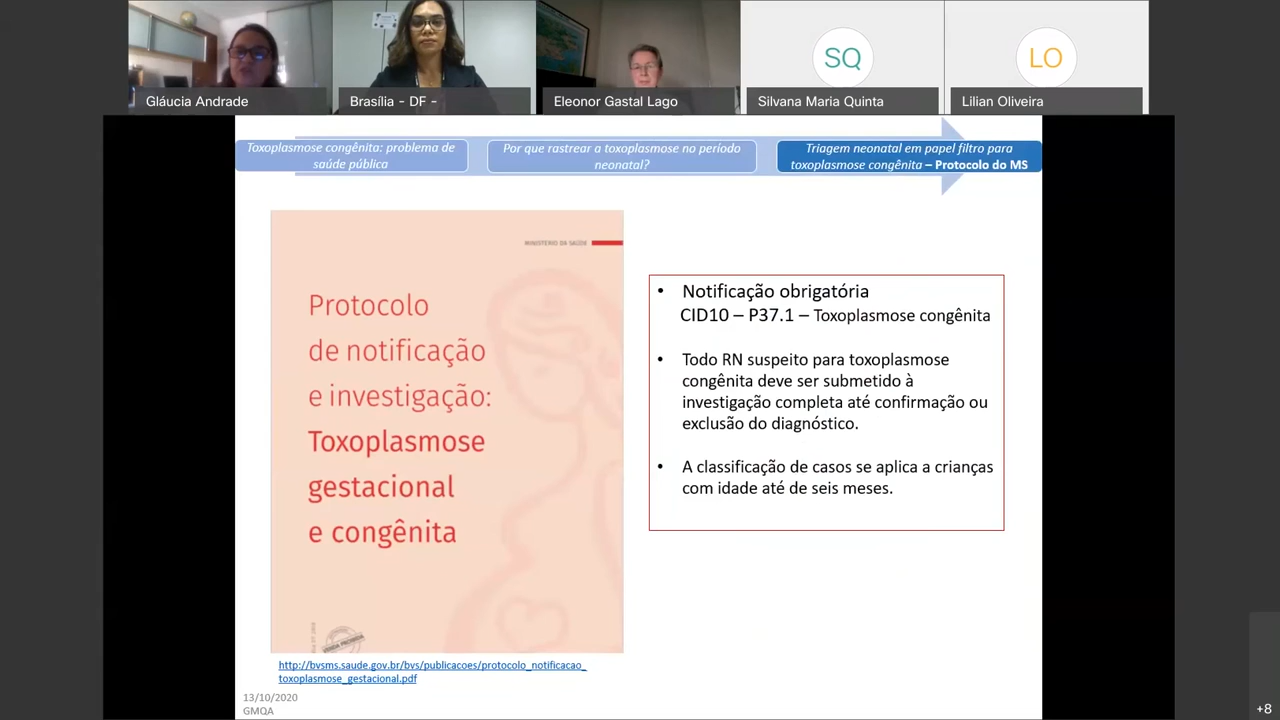 SQ
LO
Gláucia Andrade
Brasília - DF -
Eleonor Gastal Lago
Silvana Maria Quinta
Lilian Oliveira
Toxoplasmose congênita: problema de
saúde pública
Por que rastrear a toxoplasmose no período
neonatal?
Triagem neonatal em papel filtro para
toxoplasmose congênita – Protocolo do MS
MINISTÉRIO DA SAÚDE
Protocolo
de notificação
e investigação:
Toxoplasmose
gestacional
e congênita
VENDA PROIBIDA
http://bvsms.saude.gov.br/bvs/publicacoes/protocolo_notificacao_
toxoplasmose_gestacional.pdf
• Notificação obrigatória
CID10 – P37.1 – Toxoplasmose congênita
• Todo RN suspeito para toxoplasmose
congênita deve ser submetido à
investigação completa até confirmação ou
exclusão do diagnóstico.
• A classificação de casos se aplica a crianças
com idade até de seis meses.
13/10/2020
GMQA
+8